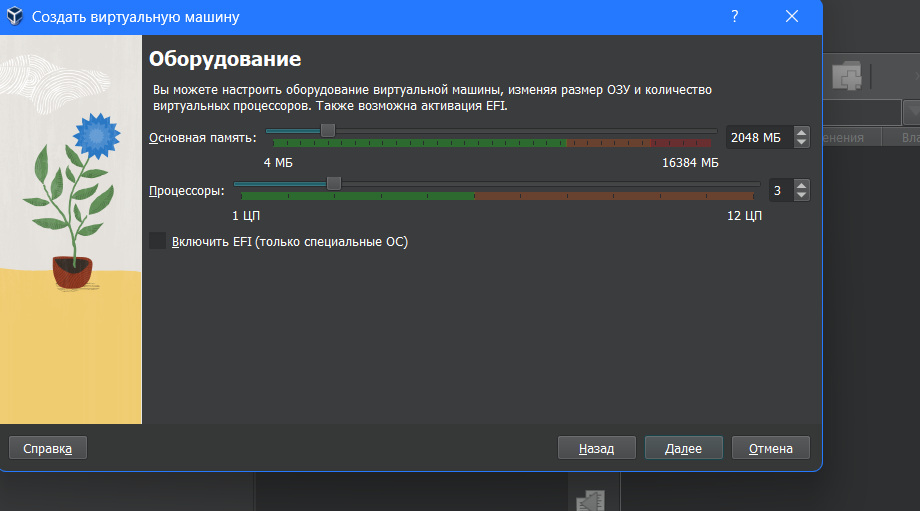 Создать виртуальную машину
?
Оборудование
Вы можете настроить оборудование виртуальной машины, изменяя размер ОЗУ и количество
виртуальных процессоров. Также возможна активация EFI.
Основная память:
2048 МБ
4 МБ
16384 МБ
Процессоры:
3
1 ЦП
12 ЦП
Включить EFI (только специальные ОС)
Справка
Назад
Далее
Отмена